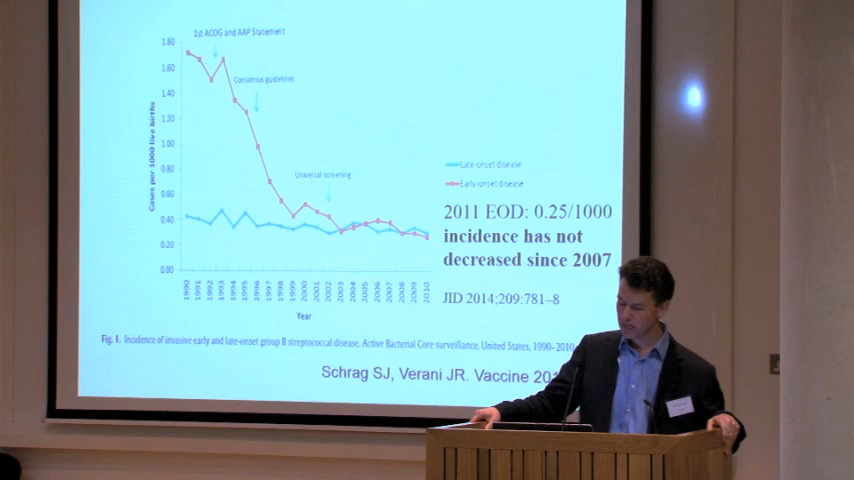 1st ACOG and AAP Statement
Consensus guidelines
Universal screening
Cases per 1000 live births
1.80
1.60
1.40
1.20
1.00
0.80
0.60
0.40
0.20
0.00
1990
1991
1992
1993
1994
1995
1996
1997
1998
1999
2000
2001
2002
2003
2004
2005
2006
2007
2008
2009
2010
Year
Late-onset disease
Early-onset disease
2011 EOD: 0.25/1000
incidence has not
decreased since 2007
JID 2014;209:781–8
Fig. 1. Incidence of invasive early and late-onset group B streptococcal disease. Active Bacterial Core surveillance, United States, 1990–2010
Schrag SJ, Verani JR. Vaccine